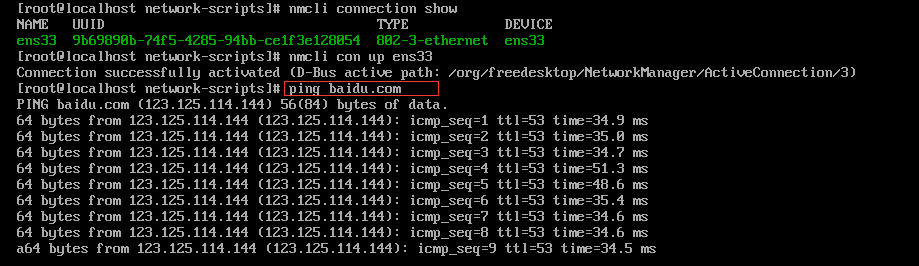 [root@localhost network-scripts]# nmcli connection show
NAME UUID TYPE DEVICE
ens33 9b69890b-74f5-4285-94bb-ce1f3e128054 802-3-ethernet ens33
[root@localhost network-scripts]# nmcli con up ens33
Connection successfully activated (D-Bus active path: /org/freedesktop/NetworkManager/ActiveConnection/3)
[root@localhost network-scripts]# ping baidu.com
PING baidu.com (123.125.114.144) 56(84) bytes of data.
64 bytes from 123.125.114.144 (123.125.114.144): icmp_seq=1 ttl=53 time=34.9 ms
64 bytes from 123.125.114.144 (123.125.114.144): icmp_seq=2 ttl=53 time=35.0 ms
64 bytes from 123.125.114.144 (123.125.114.144): icmp_seq=3 ttl=53 time=34.7 ms
64 bytes from 123.125.114.144 (123.125.114.144): icmp_seq=4 ttl=53 time=51.3 ms
64 bytes from 123.125.114.144 (123.125.114.144): icmp_seq=5 ttl=53 time=48.6 ms
64 bytes from 123.125.114.144 (123.125.114.144): icmp_seq=6 ttl=53 time=35.4 ms
64 bytes from 123.125.114.144 (123.125.114.144): icmp_seq=7 ttl=53 time=34.6 ms
64 bytes from 123.125.114.144 (123.125.114.144): icmp_seq=8 ttl=53 time=34.6 ms
a64 bytes from 123.125.114.144 (123.125.114.144): icmp_seq=9 ttl=53 time=34.5 ms